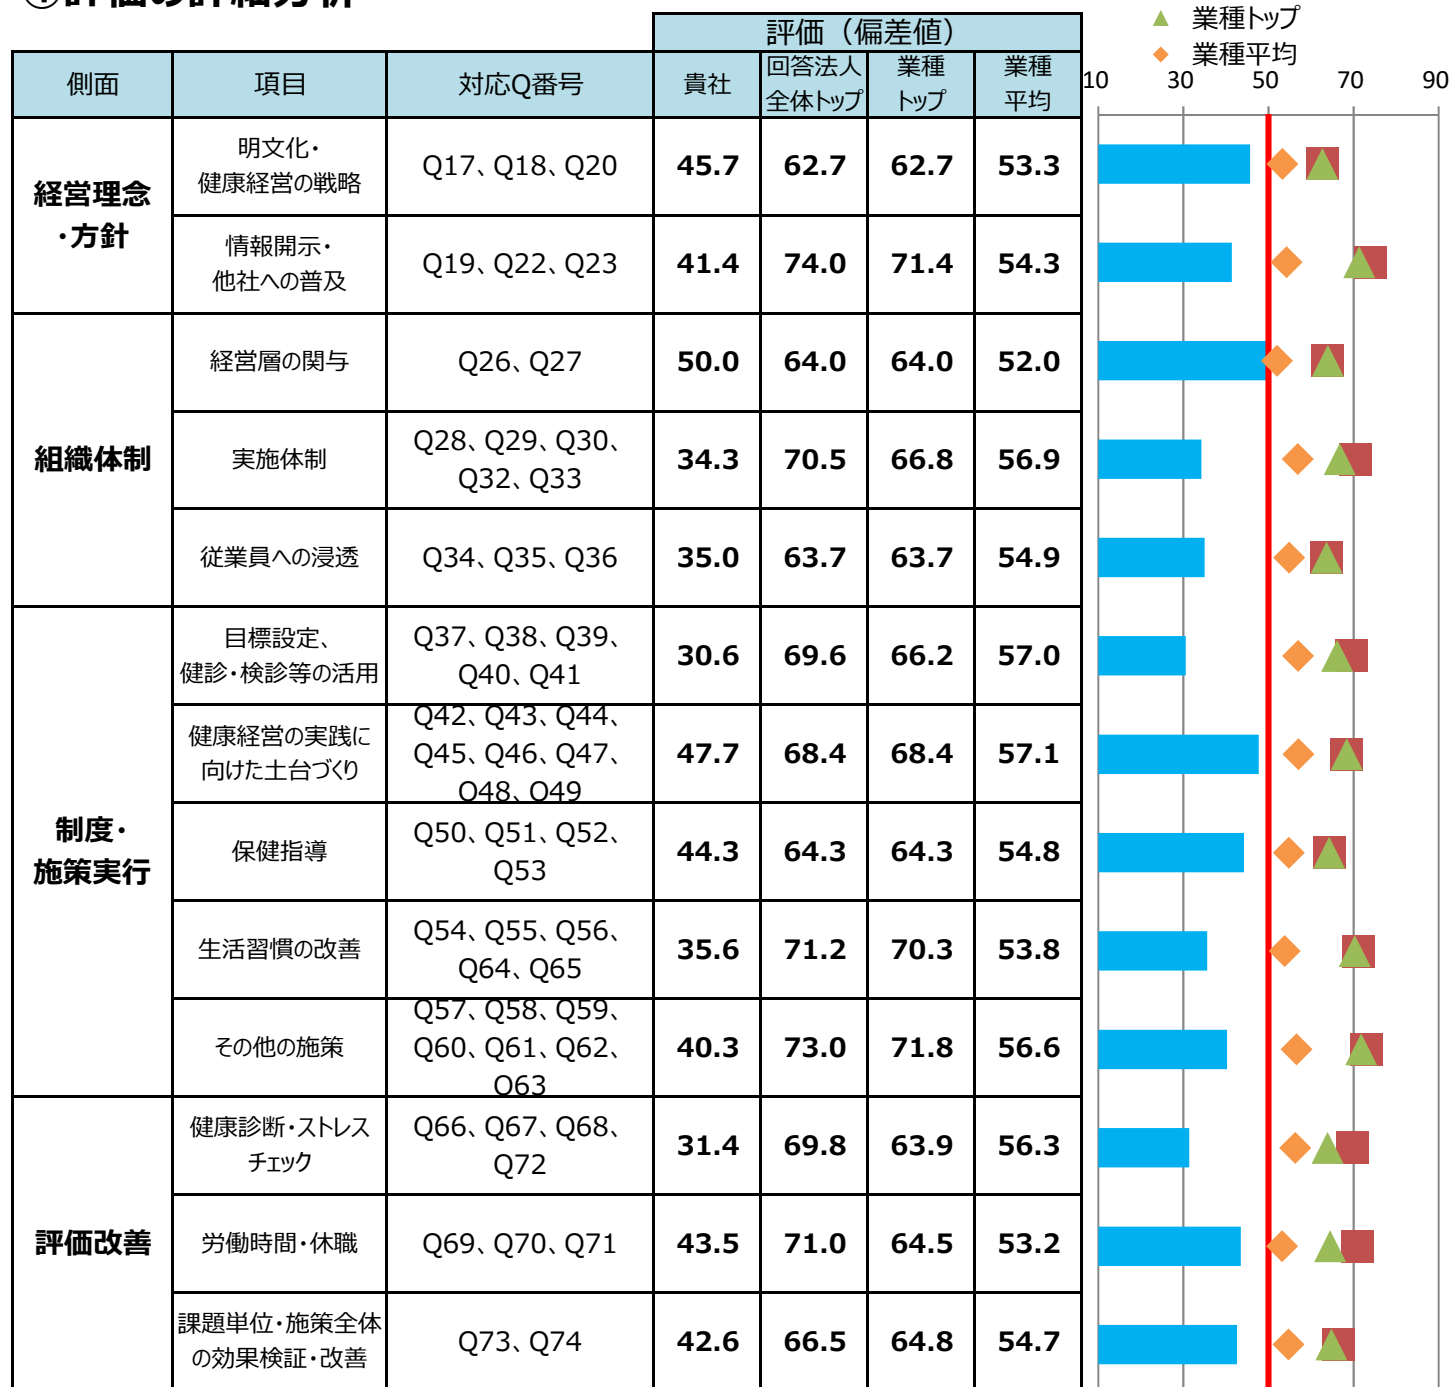 ①評価の詳細分析
業種トップ
業種平均
評価（偏差値）
側面 項目 対応Q番号 貴社 回答法人 業種 業種
全体トップ トップ 平均
10 30 50 70 90
経営理念
・方針
明文化・
健康経営の戦略
Q17、Q18、Q20 45.7 62.7 62.7 53.3
情報開示・
他社への普及
Q19、Q22、Q23 41.4 74.0 71.4 54.3
組織体制
経営層の関与 Q26、Q27 50.0 64.0 64.0 52.0
実施体制
Q28、Q29、Q30、
Q32、Q33
34.3 70.5 66.8 56.9
従業員への浸透 Q34、Q35、Q36 35.0 63.7 63.7 54.9
制度・
施策実行
目標設定、
健診・検診等の活用
Q37、Q38、Q39、
Q40、Q41
30.6 69.6 66.2 57.0
健康経営の実践に
向けた土台づくり
Q42、Q43、Q44、
Q45、Q46、Q47、
Q48、Q49
47.7 68.4 68.4 57.1
保健指導
Q50、Q51、Q52、
Q53
44.3 64.3 64.3 54.8
生活習慣の改善
Q54、Q55、Q56、
Q64、Q65
35.6 71.2 70.3 53.8
その他の施策
Q57、Q58、Q59、
Q60、Q61、Q62、
Q63
40.3 73.0 71.8 56.6
評価改善
健康診断・ストレス
チェック
Q66、Q67、Q68、
Q72
31.4 69.8 63.9 56.3
労働時間・休職 Q69、Q70、Q71 43.5 71.0 64.5 53.2
課題単位・施策全体
の効果検証・改善
Q73、Q74 42.6 66.5 64.8 54.7